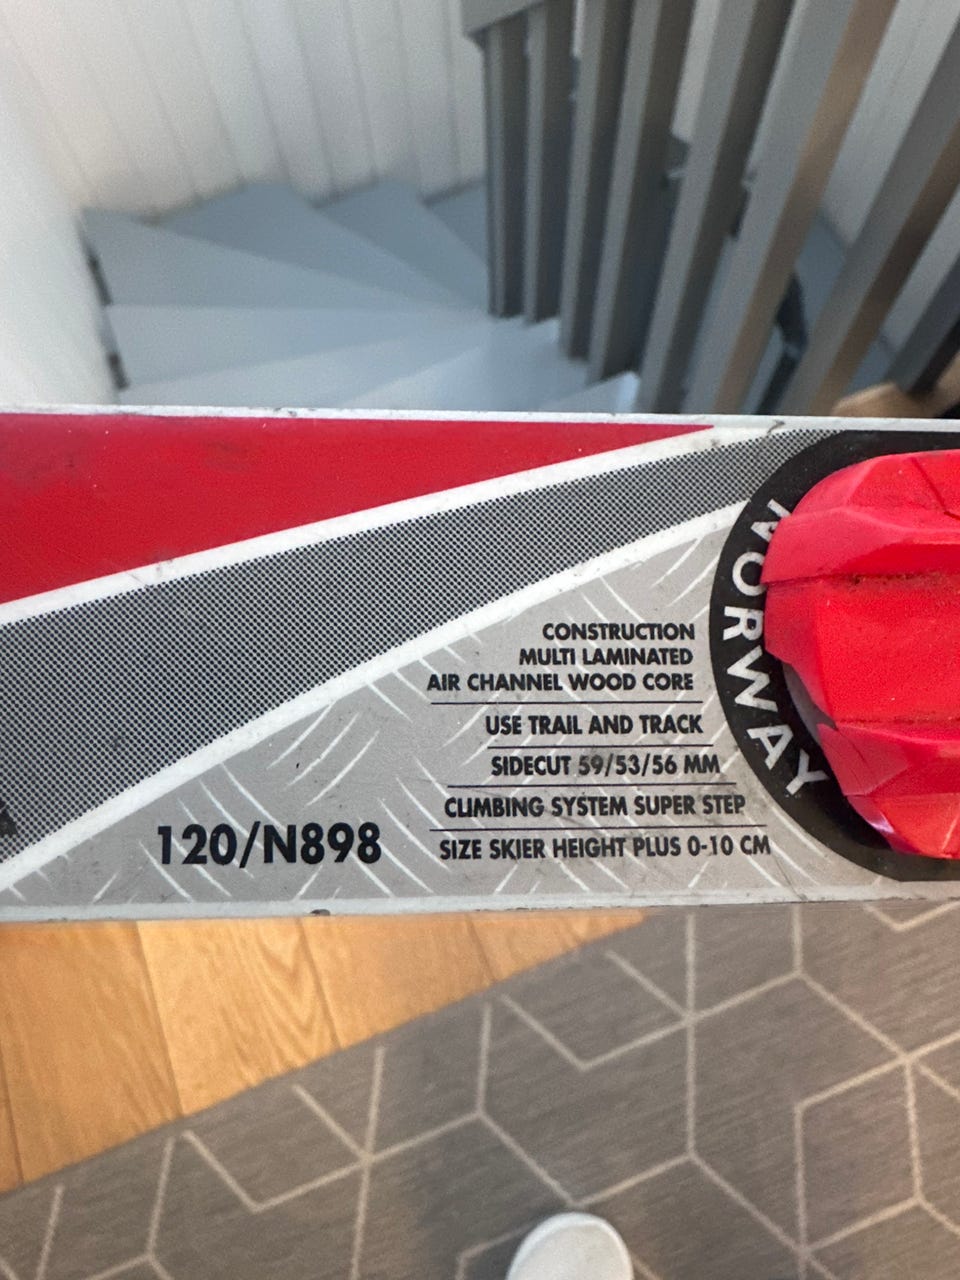 CONSTRUCTION
MULTI LAMINATED
AIR CHANNEL WOOD CORE
USE TRAIL AND TRACK
SIDECUT 59/53/56 MM
CLIMBING SYSTEM SUPER STEP
SIZE SKIER HEIGHT PLUS 0-10 CM
120/N898
NORWAY